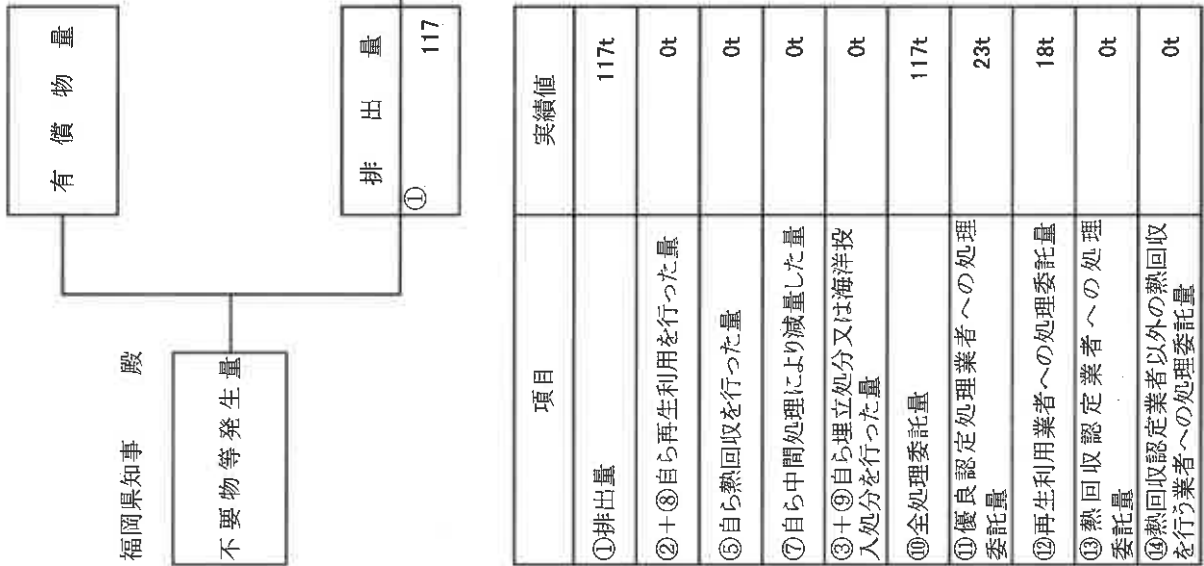 福岡県知事 殿
不要物等発生量
有償物量
排出量
① 117
項目 実績値
①排出量 117t
②+⑧自ら再生利用を行った量 0t
⑤自ら熱回収を行った量 0t
⑦自ら中間処理により減量した量 0t
③+⑨自ら埋立処分又は海洋投
入処分を行った量 0t
⑩全処理委託量 117t
⑪優良認定処理業者への処理
委託量 23t
⑫再生利用業者への処理委託量 18t
⑬熱回収認定業者への処理
委託量 0t
⑭熱回収認定業者以外の熱回収
を行う業者への処理委託量 0t